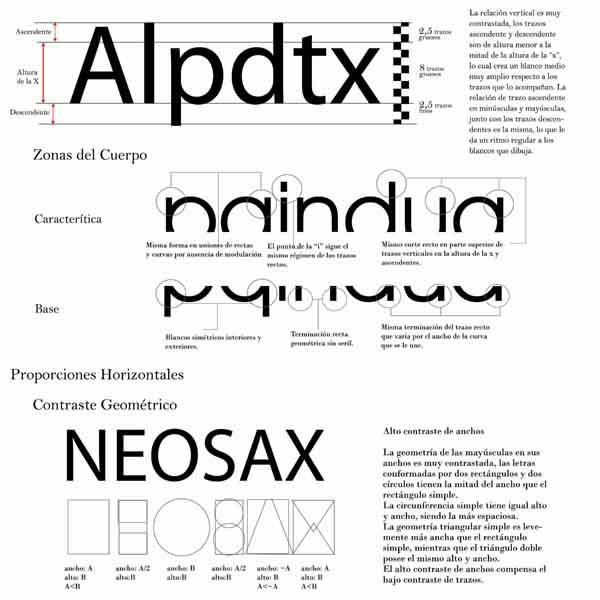 Ascendente
Altura
de la X
Descendente
Alpdtx
2,5 trazos
gruesos
8 trazos
gruesos
2,5 trazos
finos
La relación vertical es muy
contrastada, los trazos
ascendente y descendente
son de altura menor a la
mitad de la altura de la “x”,
lo cual crea un blanco medio
muy amplio respecto a los
trazos que lo acompañan. La
relación de trazo ascendente
en minúsculas y mayúsculas,
junto con los trazos descen-
dentes es la misma, lo que le
da un ritmo regular a los
blancos que dibuja.
Zonas del Cuerpo
Caracterítica
paindua
Misma forma en uniones de rectas
y curvas por ausencia de modulación
El punto de la “i” sigue el
mismo régimen de los trazos
rectos.
Mismo corte recto en parte superior de
trazos verticales en la altura de la x y
ascendentes.
Base
paindua
Blancos simétricos interiores y
exteriores.
Terminación recta
geométrica sin serif.
Misma terminación del trazo recto
que varía por el ancho de la curva
que se le une.
Proporciones Horizontales
Contraste Geométrico
NEOSAX
ancho: A
alto: B
A<B
ancho: A/2
alto:B
ancho: B
alto:B
ancho: A/2
alto: B
ancho: ~A
alto: B
A<~A
ancho: A
alto: B
A<B
Alto contraste de anchos
La geometría de las mayúsculas en sus
anchos es muy contrastada, las letras
conformadas por dos rectángulos y dos
círculos tienen la mitad del ancho que el
rectángulo simple.
La circunferencia simple tiene igual alto
y ancho, siendo la más espaciosa.
La geometría triangular simple es leve-
mente más ancha que el rectángulo
simple, mientras que el triángulo doble
posee el mismo alto y ancho.
El alto contraste de anchos compensa el
bajo contraste de trazos.